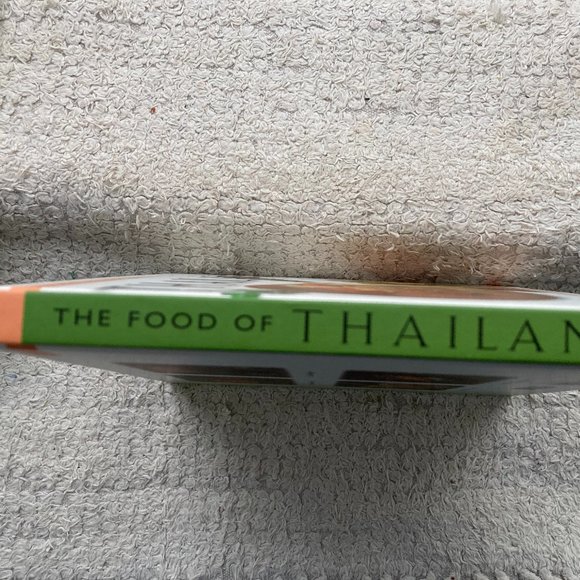 THE FOOD OF THAILAN